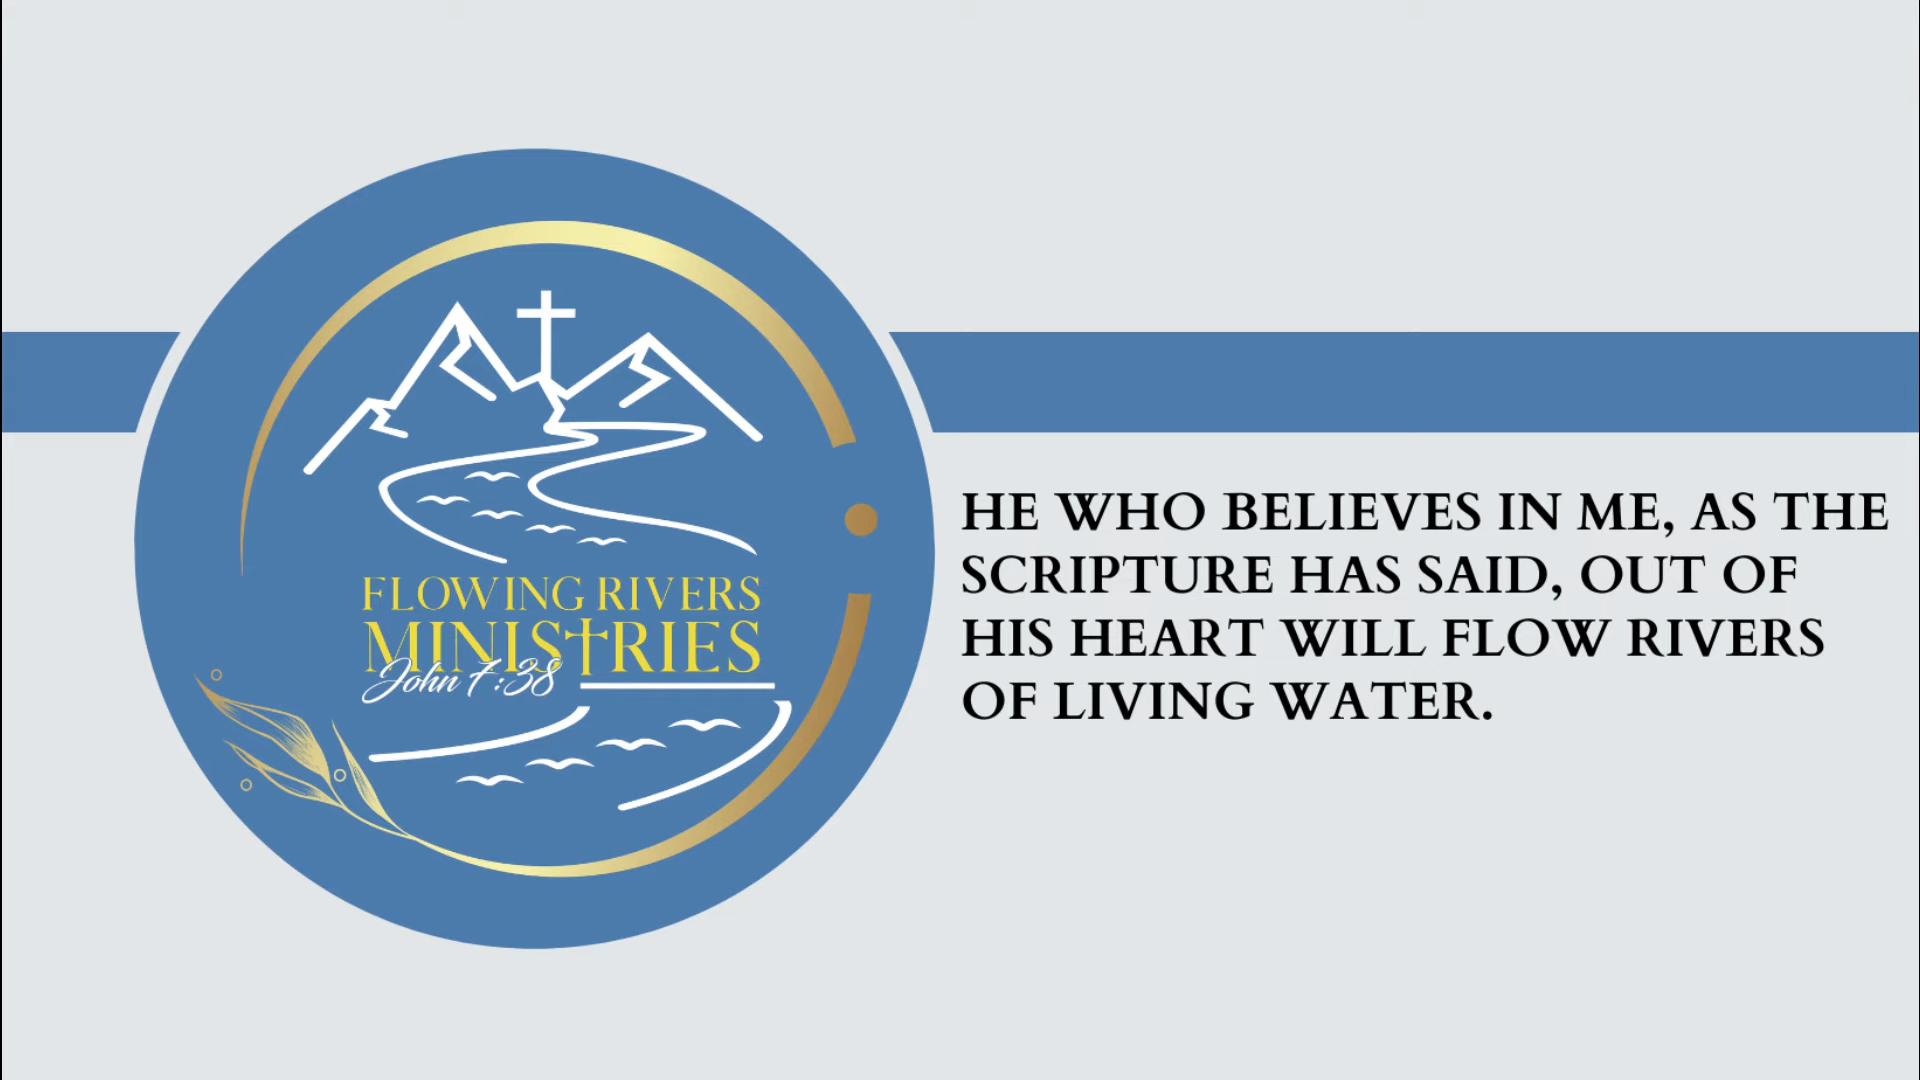 FLOWING RIVERS
MINISTRIES
John 7:38
HE WHO BELIEVES IN ME, AS THE
SCRIPTURE HAS SAID, OUT OF
HIS HEART WILL FLOW RIVERS
OF LIVING WATER.